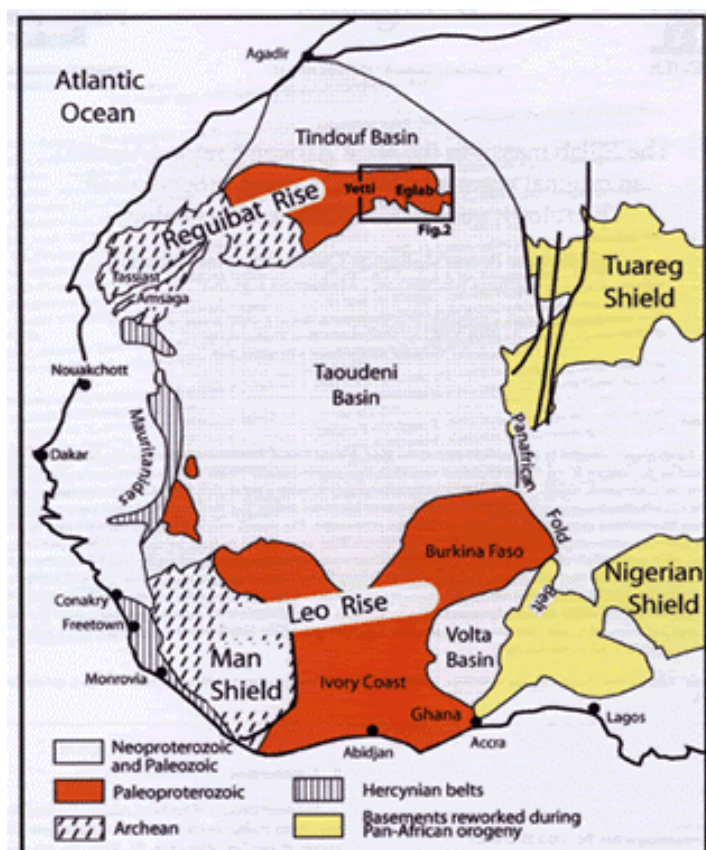 Agadir
Atlantic
Ocean
Tindouf Basin
Reguibat Rise
Yetti
Eglab
Fig.2
Tuareg
Shield
Tassiast
Amsaga
Nouakchott
Taoudeni
Basin
Mauritanides
Dakar
Panafrican
Fold
Belt
Burkina Faso
Nigerian
Shield
Conakry
Freetown
Leo Rise
Volta
Basin
Man
Shield
Monrovia
Ivory Coast
Ghana
Lagos
Abidjan
Accra
Neoproterozoic
and Paleozoic
Paleoproterozoic
Archean
Hercynian belts
Basements reworked during
Pan-African orogeny